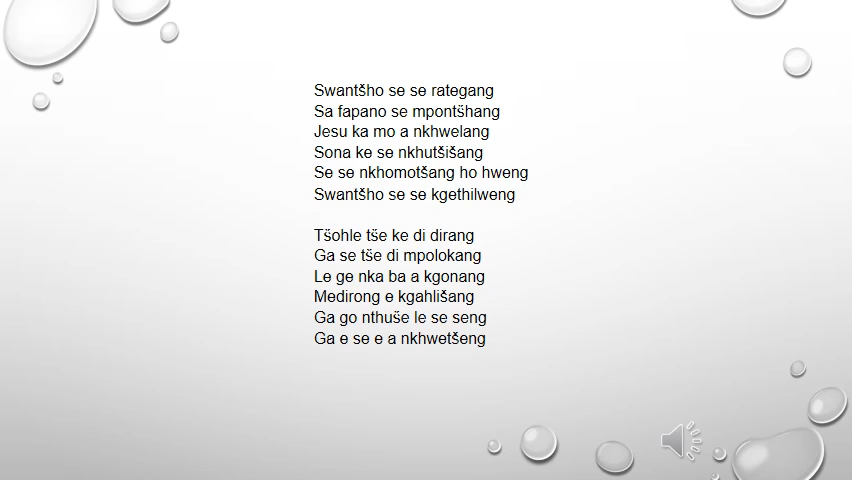 Swantšho se se rategang
Sa fapano se mpontšhang
Jesu ka mo a nkhwelang
Sona ke se nkhutšišang
Se se nkhomotšang ho hweng
Swantšho se se kgethilweng

Tšohle tše ke di dirang
Ga se tše di mpolokang
Le ge nka ba a kgonang
Medirong e kgahlišang
Ga go nthuše le se seng
Ga e se e a nkhwetšeng